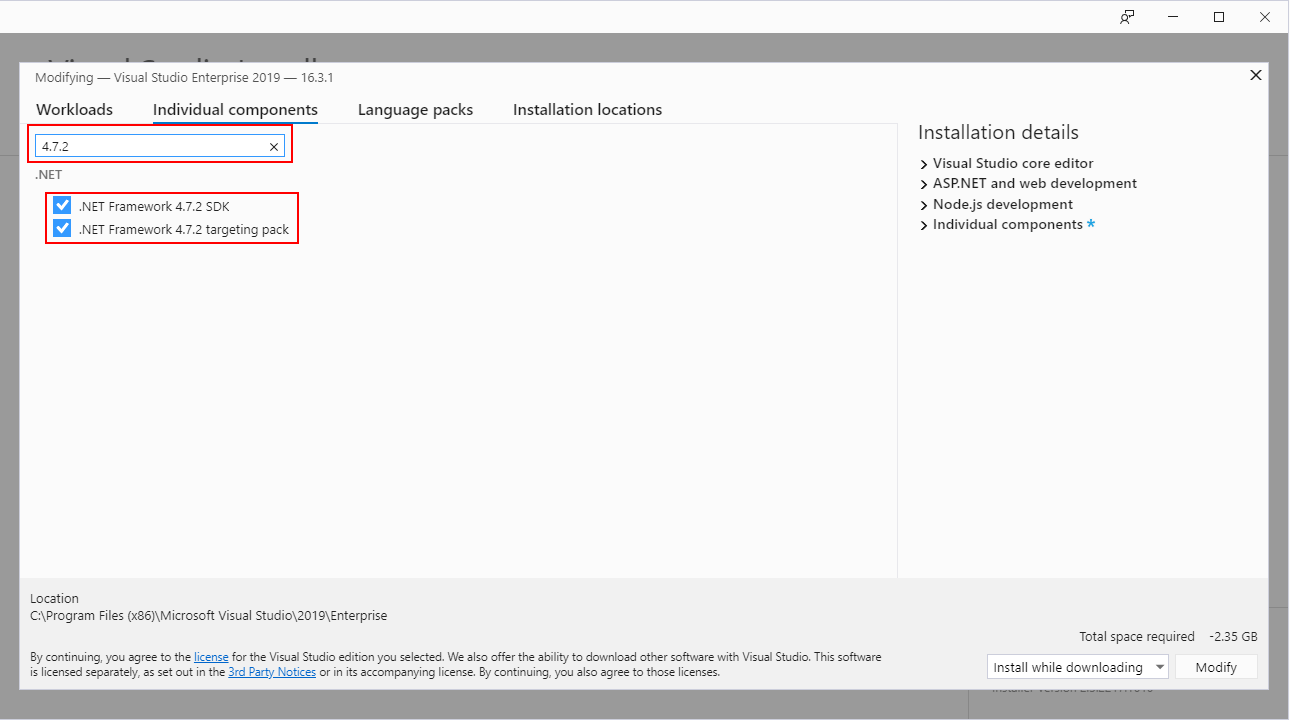 Modifying — Visual Studio Enterprise 2019 — 16.3.1
Workloads Individual components Language packs Installation locations
4.7.2
.NET
.NET Framework 4.7.2 SDK
.NET Framework 4.7.2 targeting pack
Installation details
Visual Studio core editor
ASP.NET and web development
Node.js development
Individual components *
Location
C:\Program Files (x86)\Microsoft Visual Studio\2019\Enterprise
Total space required -2.35 GB
By continuing, you agree to the license for the Visual Studio edition you selected. We also offer the ability to download other software with Visual Studio. This software
is licensed separately, as set out in the 3rd Party Notices or in its accompanying license. By continuing, you also agree to those licenses.
Install while downloading Modify